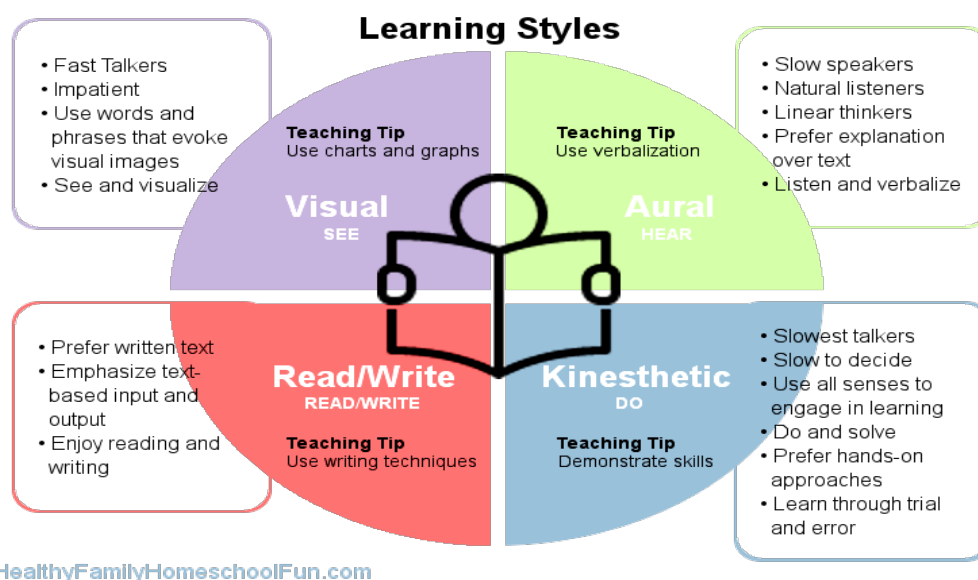 Learning Styles
• Fast Talkers
• Impatient
• Use words and
phrases that evoke
visual images
• See and visualize
Teaching Tip
Use charts and graphs
Visual
SEE
Teaching Tip
Use verbalization
Aural
HEAR
• Slow speakers
• Natural listeners
• Linear thinkers
• Prefer explanation
over text
• Listen and verbalize
• Prefer written text
• Emphasize text-
based input and
output
• Enjoy reading and
writing
Read/Write
READ/WRITE
Teaching Tip
Use writing techniques
Kinesthetic
DO
Teaching Tip
Demonstrate skills
• Slowest talkers
• Slow to decide
• Use all senses to
engage in learning
• Do and solve
• Prefer hands-on
approaches
• Learn through trial
and error
HealthyFamilyHomeschoolFun.com